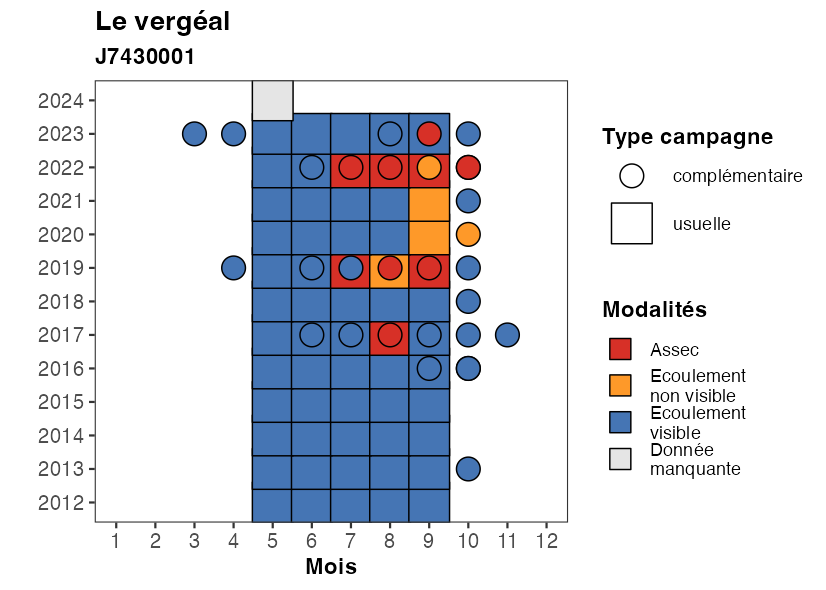 Le vergéal
J7430001
2024
2023
2022
2021
2020
2019
2018
2017
2016
2015
2014
2013
2012
1 2 3 4 5 6 7 8 9 10 11 12
Mois
Type campagne
complémentaire
usuelle
Modalités
Assec
Ecoulement
non visible
Ecoulement
visible
Donnée
manquante